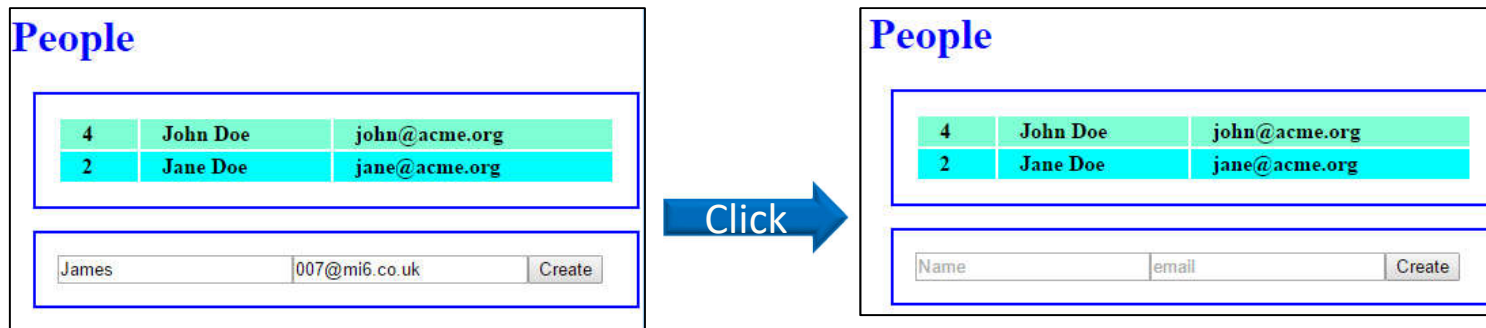 People
4 John Doe john@acme.org
2 Jane Doe jane@acme.org
James 007@mi6.co.uk Create
Click
People
4 John Doe john@acme.org
2 Jane Doe jane@acme.org
Name email Create